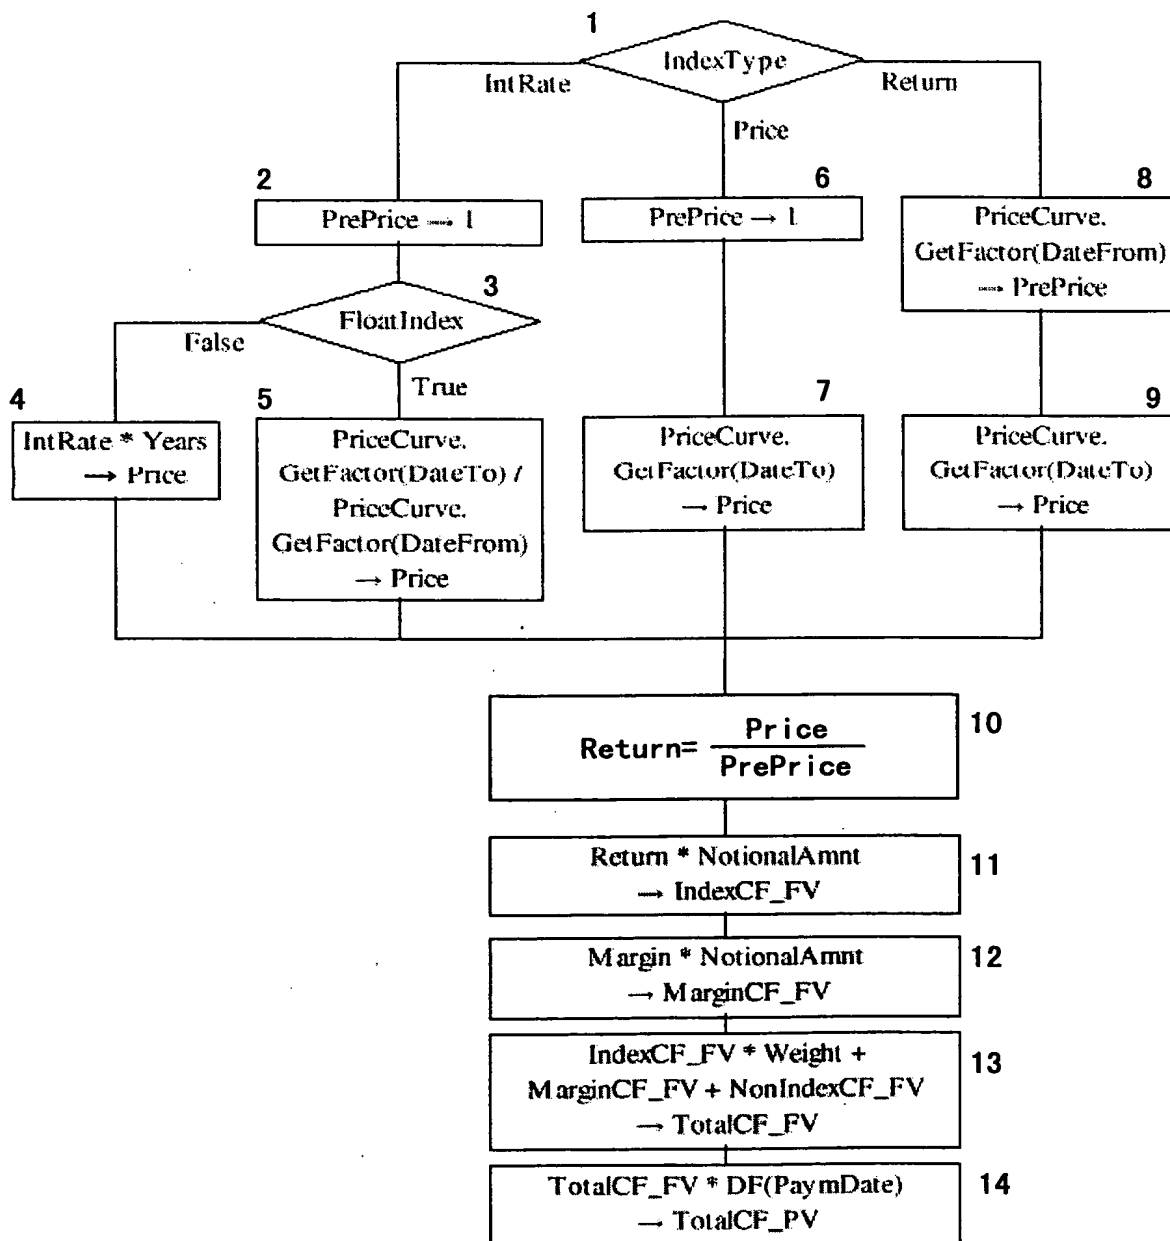 1
IndexType
IntRate
Return
Price
2
PrePrice → 1
6
PrePrice → 1
8
PriceCurve.
GetFactor(DateFrom)
→ PrePrice
3
FloatIndex
False
True
4
IntRate * Years
→ Price
5
PriceCurve.
GetFactor(DateTo) /
PriceCurve.
GetFactor(DateFrom)
→ Price
7
PriceCurve.
GetFactor(DateTo)
→ Price
9
PriceCurve.
GetFactor(DateTo)
→ Price
10
Return= Price
PrePrice
Return * NotionalAmnt
→ IndexCF_FV
11
Margin * NotionalAmnt
→ MarginCF_FV
12
IndexCF_FV * Weight +
MarginCF_FV + NonIndexCF_FV
→ TotalCF_FV
13
TotalCF_FV * DF(PaymDate)
→ TotalCF_PV
14